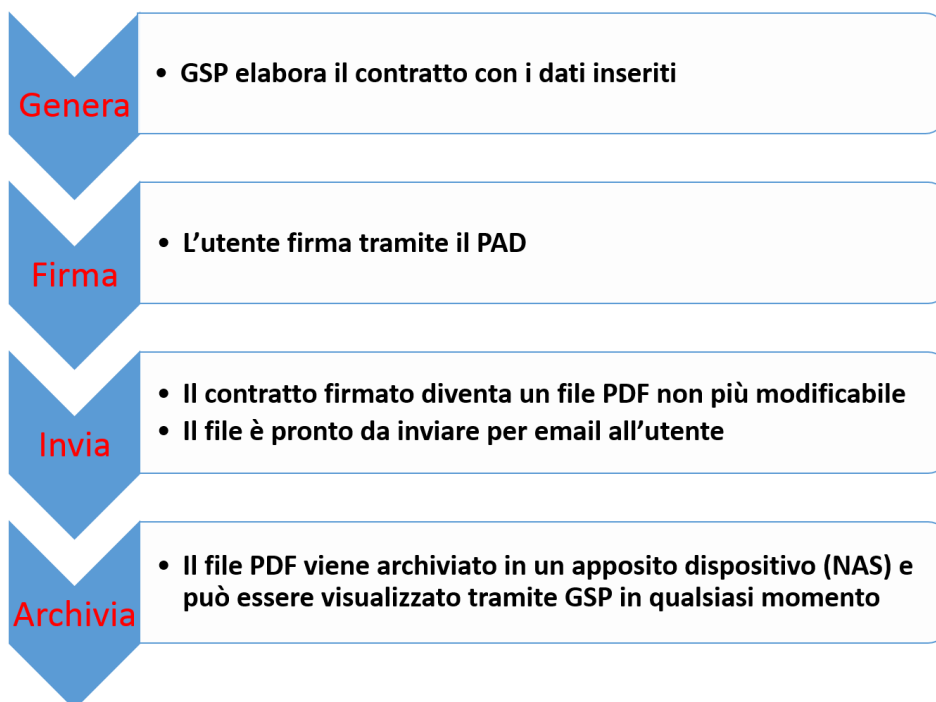 Genera
• GSP elabora il contratto con i dati inseriti
Firma
• L’utente firma tramite il PAD
Invia
• Il contratto firmato diventa un file PDF non più modificabile
• Il file è pronto da inviare per email all’utente
Archivia
• Il file PDF viene archiviato in un apposito dispositivo (NAS) e
può essere visualizzato tramite GSP in qualsiasi momento